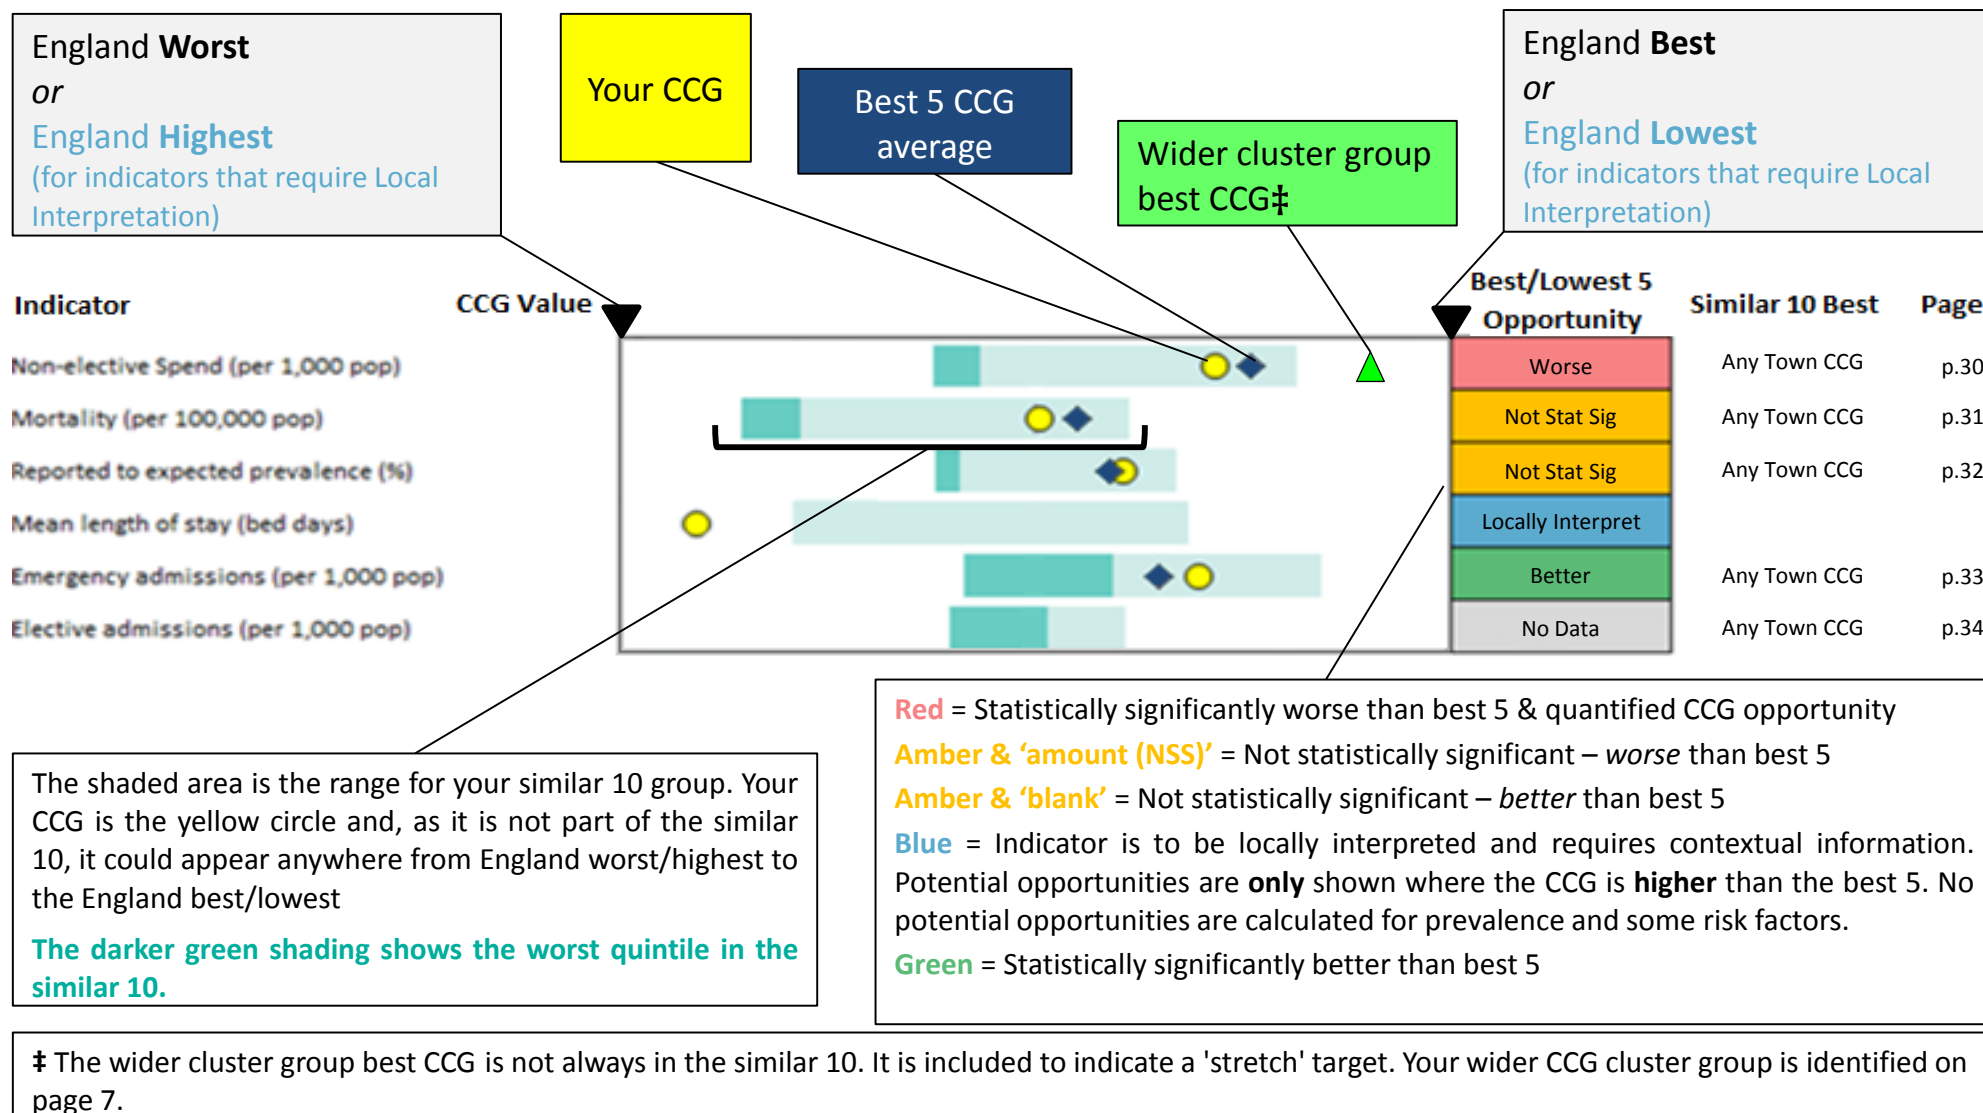 England Worst
or
England Highest
(for indicators that require Local
Interpretation)
Your CCG
Best 5 CCG
average
Wider cluster group
best CCG‡
England Best
or
England Lowest
(for indicators that require Local
Interpretation)
Indicator
CCG Value
Best/Lowest 5
Opportunity
Similar 10 Best
Page
Non-elective Spend (per 1,000 pop)
Worse
Any Town CCG
p.30
Mortality (per 100,000 pop)
Not Stat Sig
Any Town CCG
p.31
Reported to expected prevalence (%)
Not Stat Sig
Any Town CCG
p.32
Mean length of stay (bed days)
Locally Interpret
Emergency admissions (per 1,000 pop)
Better
Any Town CCG
p.33
Elective admissions (per 1,000 pop)
No Data
Any Town CCG
p.34
The shaded area is the range for your similar 10 group. Your
CCG is the yellow circle and, as it is not part of the similar
10, it could appear anywhere from England worst/highest to
the England best/lowest
The darker green shading shows the worst quintile in the
similar 10.
Red = Statistically significantly worse than best 5 & quantified CCG opportunity
Amber & ‘amount (NSS)’ = Not statistically significant – worse than best 5
Amber & ‘blank’ = Not statistically significant – better than best 5
Blue = Indicator is to be locally interpreted and requires contextual information.
Potential opportunities are only shown where the CCG is higher than the best 5. No
potential opportunities are calculated for prevalence and some risk factors.
Green = Statistically significantly better than best 5
‡ The wider cluster group best CCG is not always in the similar 10. It is included to indicate a 'stretch' target. Your wider CCG cluster group is identified on
page 7.